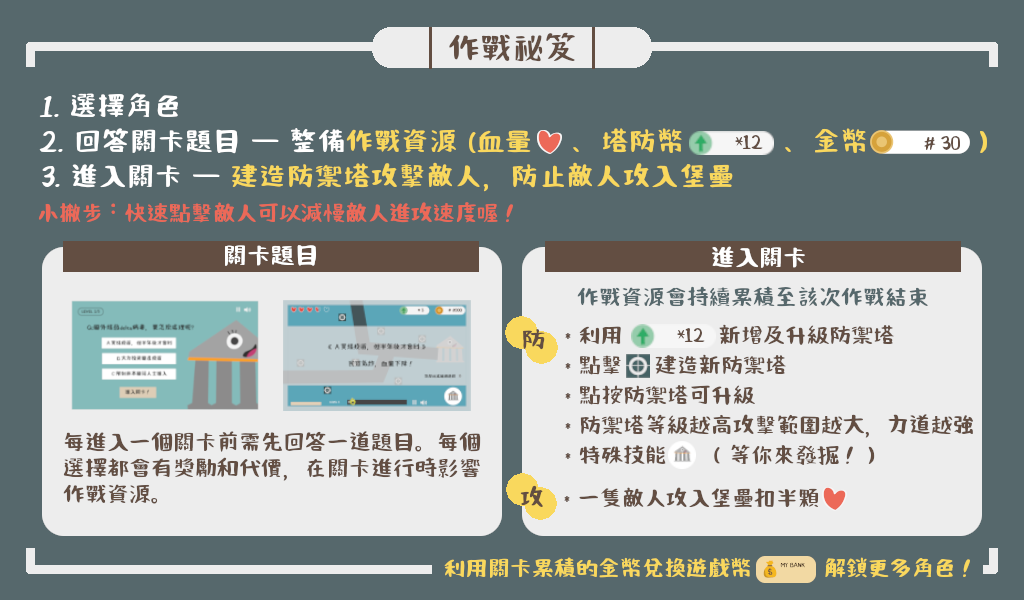 作戰祕笈
1. 選擇角色
2. 回答關卡題目 — 整備作戰資源 (血量、塔防幣 *12 、金幣 # 30 )
3. 進入關卡 — 建造防禦塔攻擊敵人, 防止敵人攻入堡壘
小撇步:快速點擊敵人可以減慢敵人進攻速度喔!
關卡題目
每進入一個關卡前需先回答一道題目。每個
選擇都會有獎勵和代價, 在關卡進行時影響
作戰資源。
進入關卡
作戰資源會持續累積至該次作戰結束
防
* 利用 *12 新增及升級防禦塔
* 點擊 建造新防禦塔
* 點按防禦塔可升級
* 防禦塔等級越高攻擊範圍越大, 力道越強
* 特殊技能 ( 等你來發掘! )
攻
* 一隻敵人攻入堡壘扣半顆
利用關卡累積的金幣兌換遊戲幣 MY BANK 解鎖更多角色!